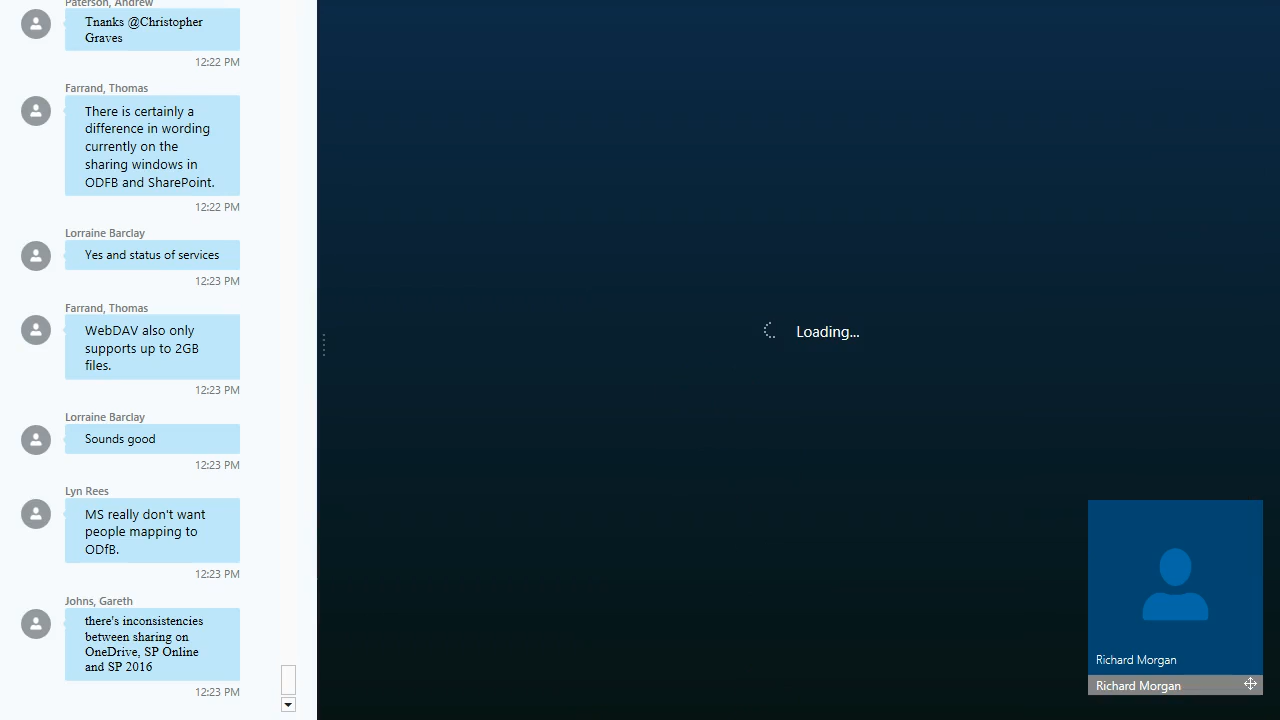 Paterson, Andrew
Tnanks @Christopher
Graves
12:22 PM
Farrand, Thomas
There is certainly a
difference in wording
currently on the
sharing windows in
ODFB and SharePoint.
12:22 PM
Lorraine Barclay
Yes and status of services
12:23 PM
Farrand, Thomas
WebDAV also only
supports up to 2GB
files.
12:23 PM
Lorraine Barclay
Sounds good
12:23 PM
Lyn Rees
MS really don't want
people mapping to
ODfB.
12:23 PM
Johns, Gareth
there's inconsistencies
between sharing on
OneDrive, SP Online
and SP 2016
12:23 PM
Loading...
Richard Morgan
Richard Morgan